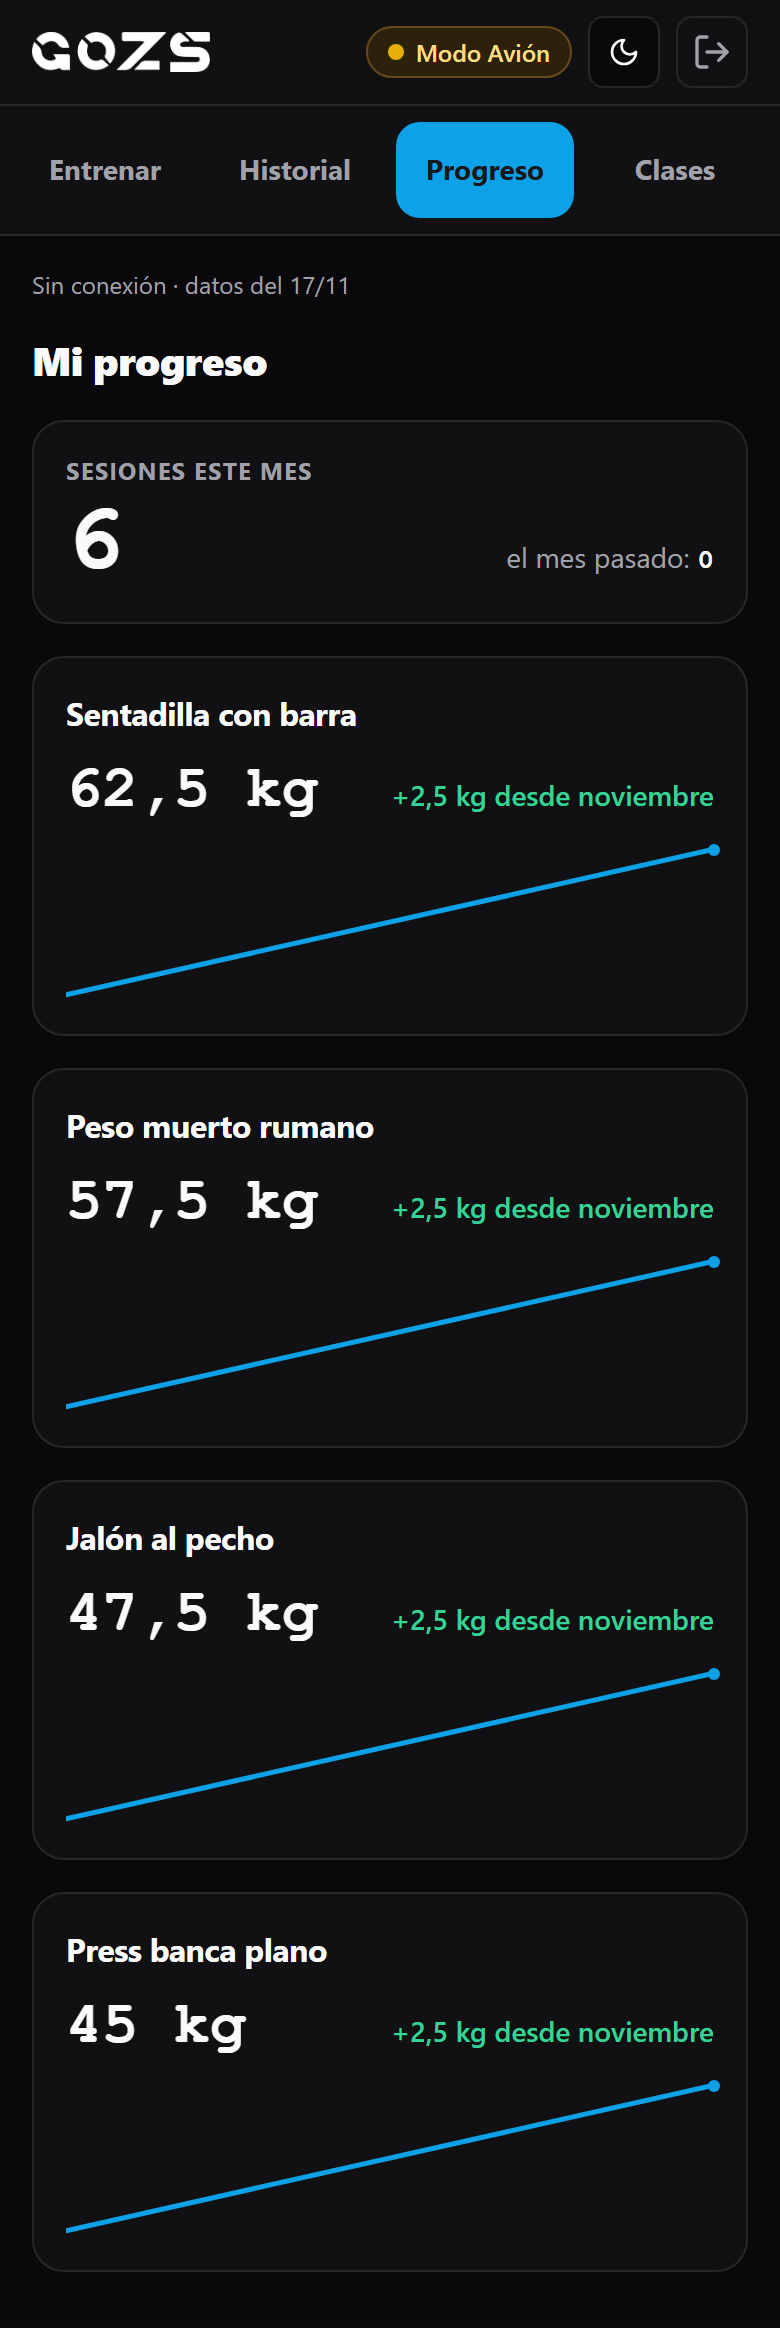 GOZS
Modo Avión
Entrenar Historial Progreso Clases
Sin conexión · datos del 17/11
Mi progreso
SESIONES ESTE MES
6
el mes pasado: 0
Sentadilla con barra
62,5 kg +2,5 kg desde noviembre
Peso muerto rumano
57,5 kg +2,5 kg desde noviembre
Jalón al pecho
47,5 kg +2,5 kg desde noviembre
Press banca plano
45 kg +2,5 kg desde noviembre